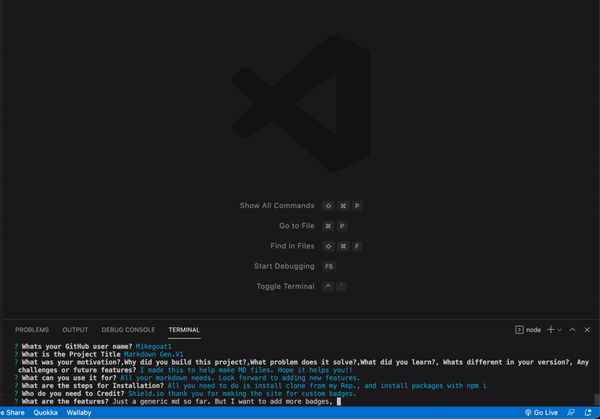 Show All Commands ⇧ ⌘ P
Go to File ⌘ P
Find in Files ⇧ ⌘ F
Start Debugging F5
Toggle Terminal ⌃ `
PROBLEMS OUTPUT DEBUG CONSOLE TERMINAL node
? Whats your GitHub user name? Mikegoat1
? What is the Project Title Markdown Gen.V1
? What was your motivation?,Why did you build this project?,What problem does it solve?,What did you learn?, Whats different in your version?, Any
challenges or future features? I made this to help make MD files. Hope it helps you!!
? What can you use it for? All your markdown needs. Look forward to adding new features.
? What are the steps for Installation? All you need to do is install clone from my Rep., and install packages with npm i
? Who do you need to Credit? Shield.io thank you for making the site for custom badges.
? What are the features? Just a generic md so far. But I want to add more badges,
e Share Quokka Wallaby Go Live